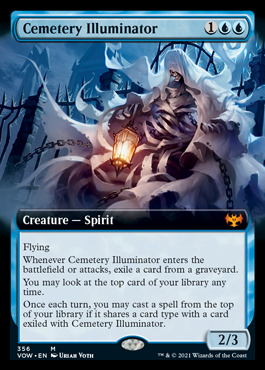 Cemetery Illuminator 1
Creature — Spirit
Flying
Whenever Cemetery Illuminator enters the
battlefield or attacks, exile a card from a graveyard.
You may look at the top card of your library any
time.
Once each turn, you may cast a spell from the top
of your library if it shares a card type with a card
exiled with Cemetery Illuminator.
2/3
356 M
VOW • EN Uriah Voth
™ & © 2021 Wizards of the Coast